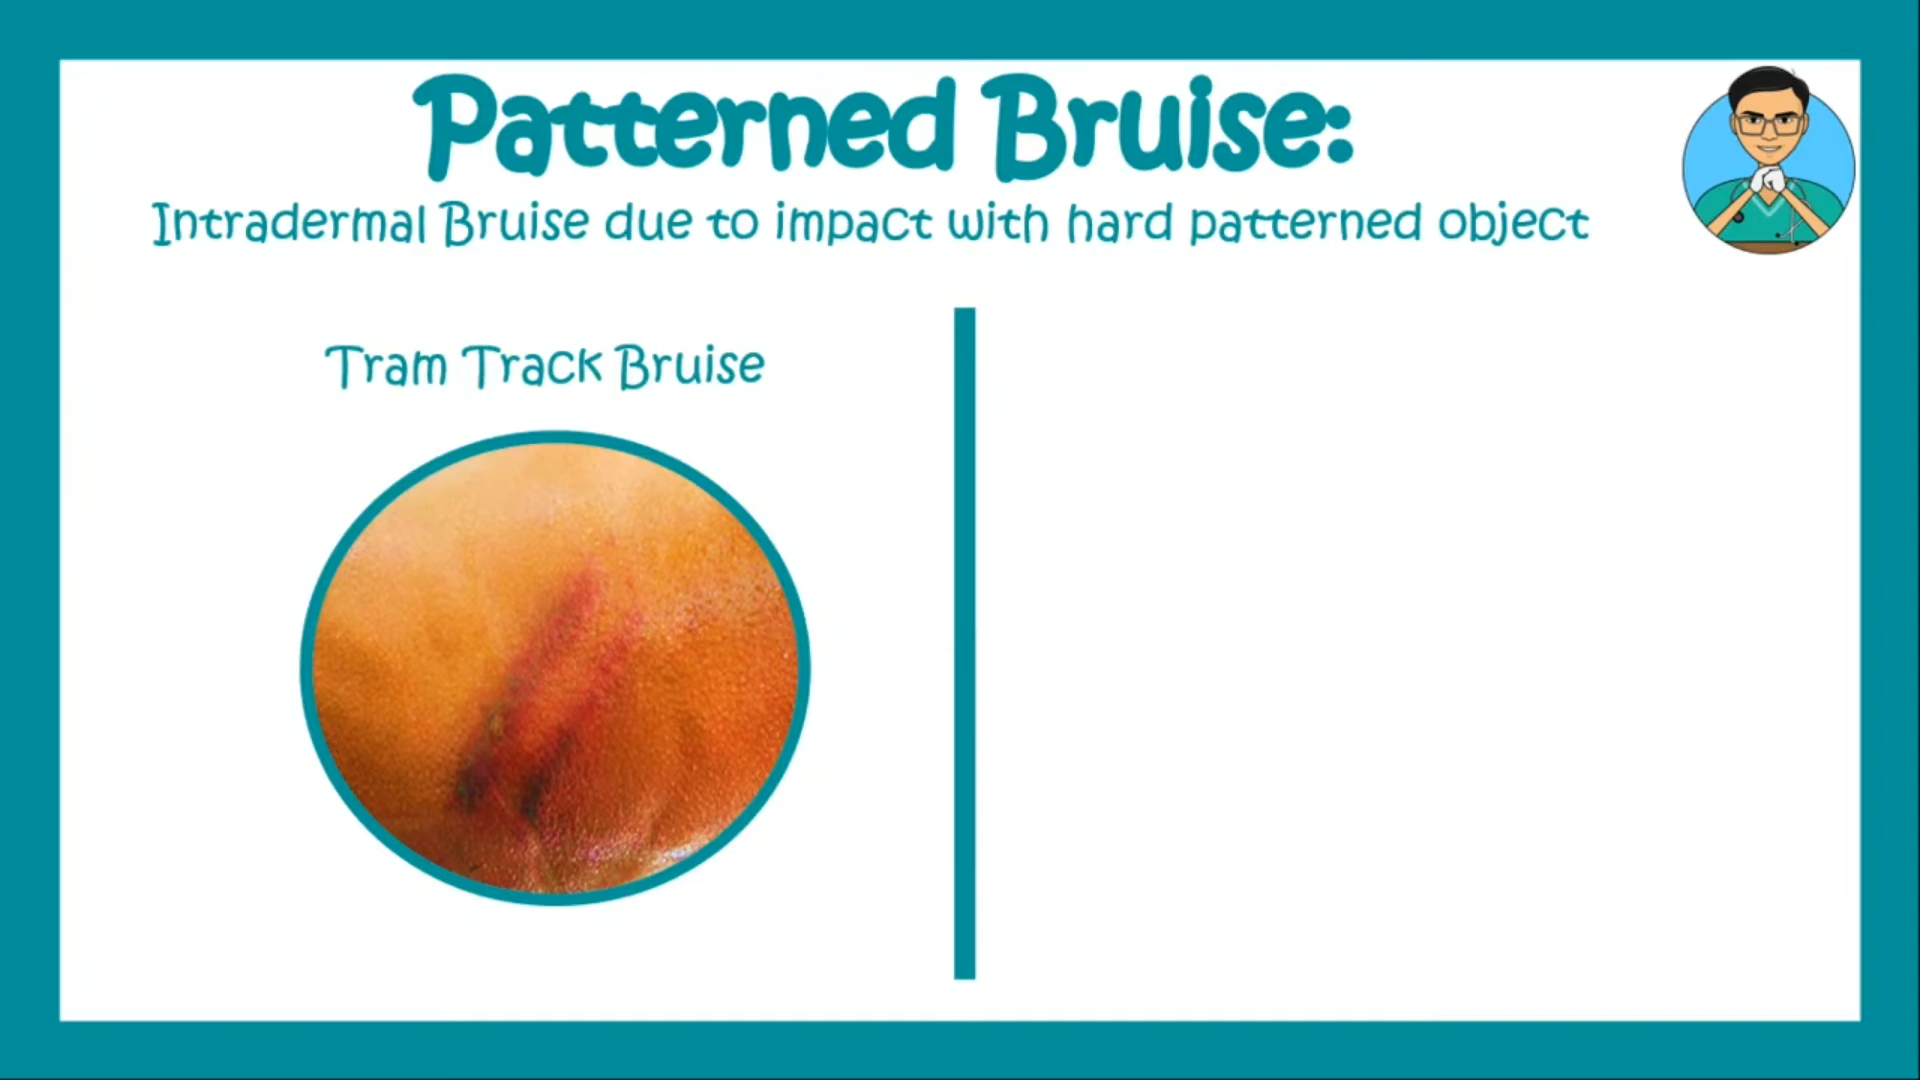 Patterned Bruise:
Intradermal Bruise due to impact with hard patterned object
Tram Track Bruise